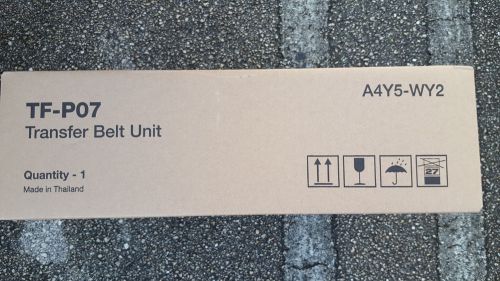 TF-P07
A4Y5-WY2
Transfer Belt Unit
Quantity - 1
Made in Thailand
27